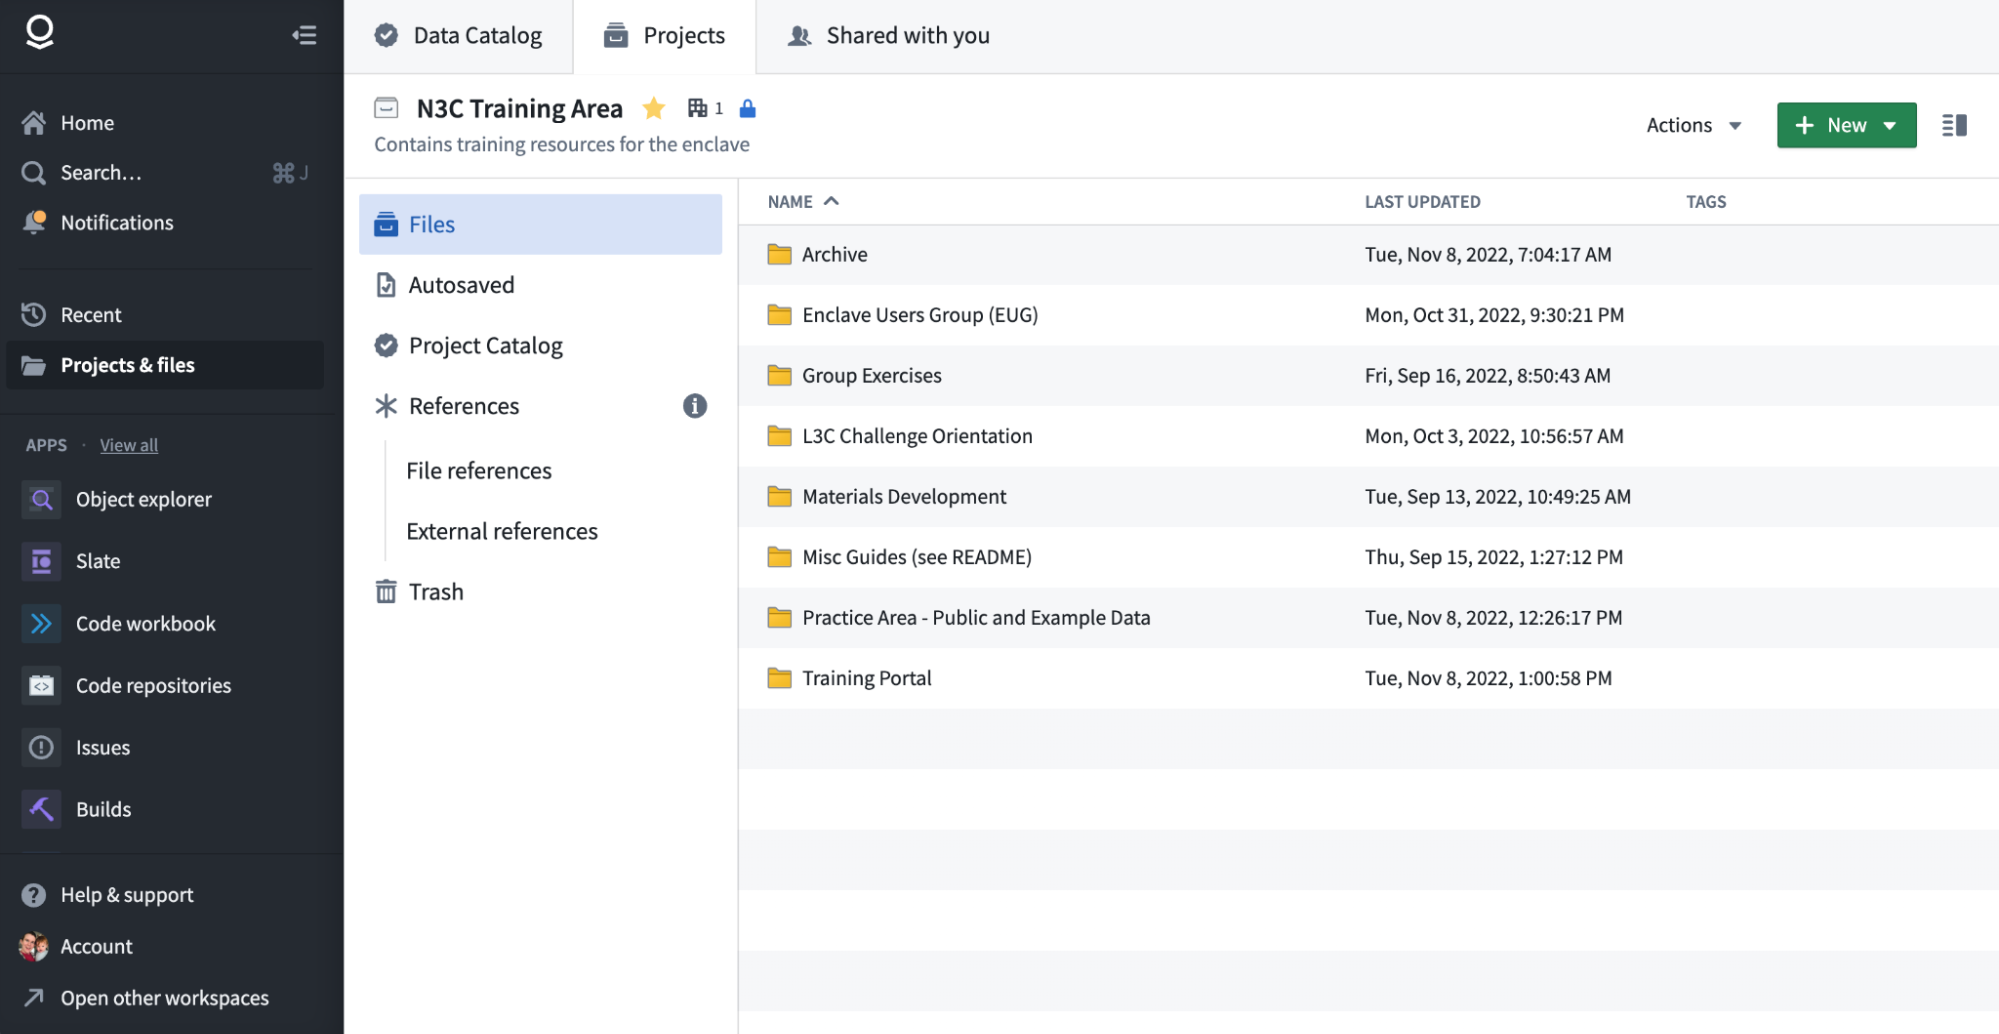 Data Catalog
Projects
Shared with you
Home
Search…
⌘ J
Notifications
Recent
Projects & files
APPS · View all
Object explorer
Slate
Code workbook
Code repositories
Issues
Builds
Help & support
Account
Open other workspaces
N3C Training Area
1
Contains training resources for the enclave
Actions
+ New
Files
Autosaved
Project Catalog
References
File references
External references
Trash
NAME LAST UPDATED TAGS
Archive Tue, Nov 8, 2022, 7:04:17 AM
Enclave Users Group (EUG) Mon, Oct 31, 2022, 9:30:21 PM
Group Exercises Fri, Sep 16, 2022, 8:50:43 AM
L3C Challenge Orientation Mon, Oct 3, 2022, 10:56:57 AM
Materials Development Tue, Sep 13, 2022, 10:49:25 AM
Misc Guides (see README) Thu, Sep 15, 2022, 1:27:12 PM
Practice Area - Public and Example Data Tue, Nov 8, 2022, 12:26:17 PM
Training Portal Tue, Nov 8, 2022, 1:00:58 PM